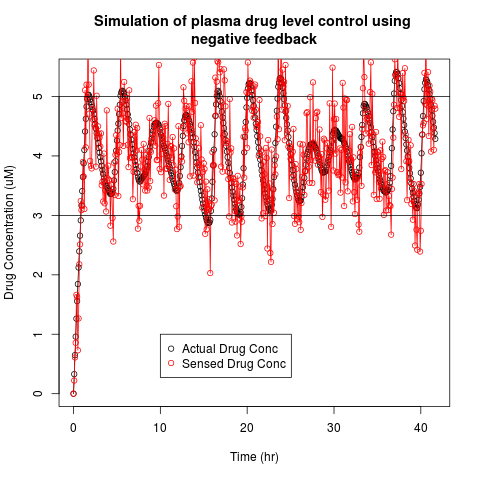 Simulation of plasma drug level control using
negative feedback
Drug Concentration (uM)
5
4
3
2
1
0
Actual Drug Conc
Sensed Drug Conc
0 10 20 30 40
Time (hr)